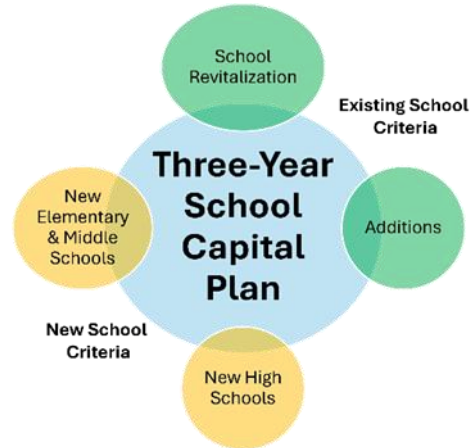 School
Revitalization
Existing School
Criteria
Three-Year
School
Capital
Plan
New
Elementary
& Middle
Schools
Additions
New School
Criteria
New High
Schools